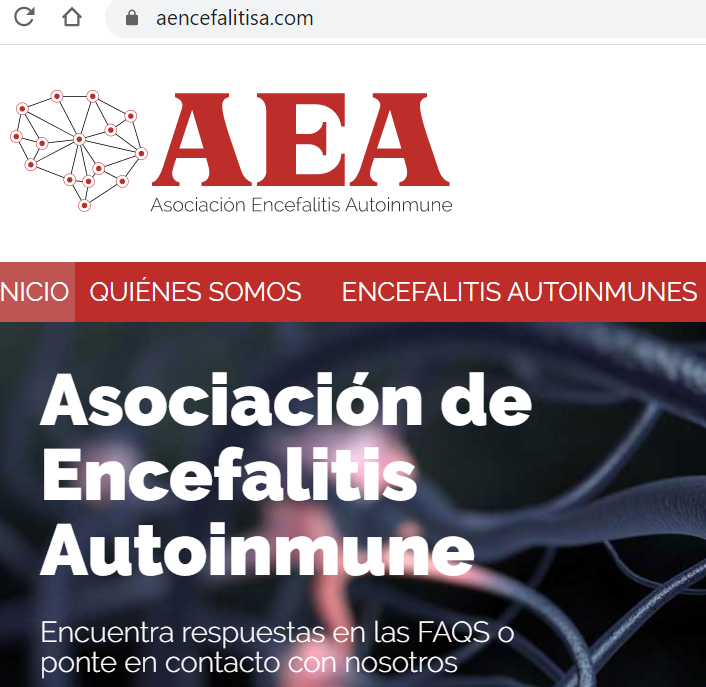 aencefalitisa.com
AEA
Asociación Encefalitis Autoinmune
INICIO QUIÉNES SOMOS ENCEFALITIS AUTOINMUNES
Asociación de
Encefalitis
Autoinmune
Encuentra respuestas en las FAQS o
ponte en contacto con nosotros